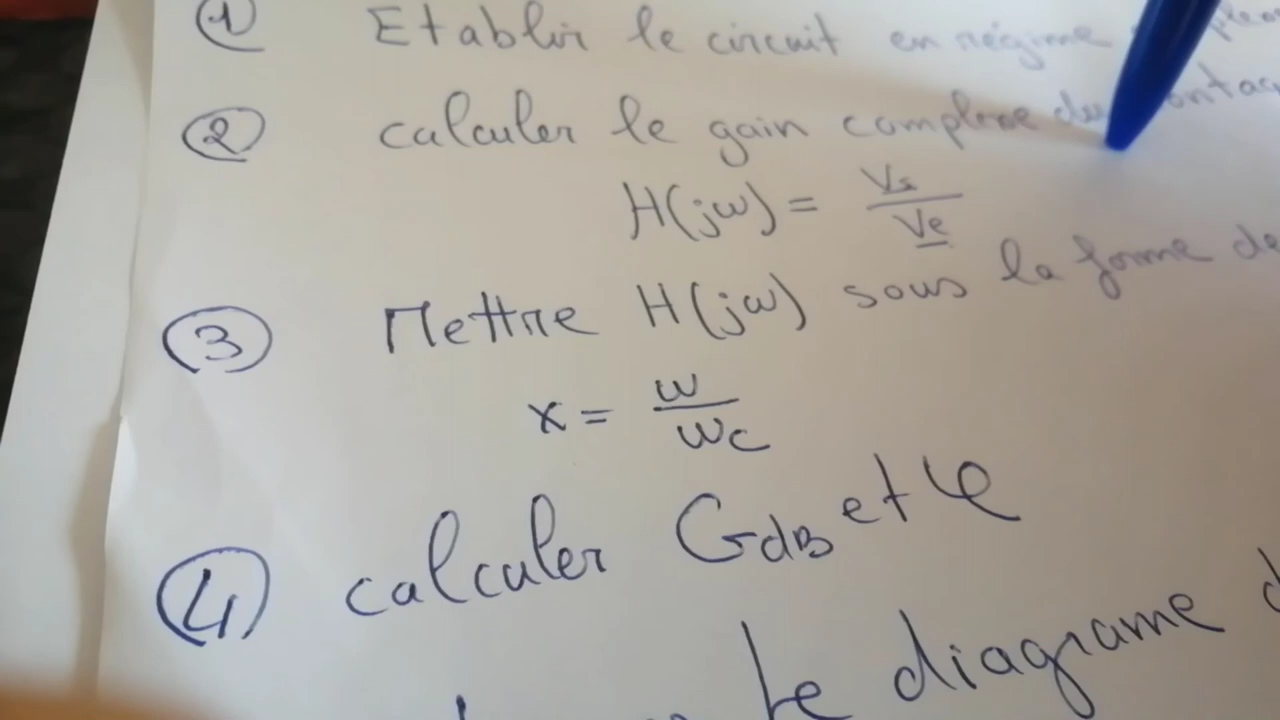 ① Etablir le circuit en régime
② calculer le gain complexe du
H(jω) = Vs / Ve
③ Mettre H(jω) sous la forme de
x = ω / ωc
④ calculer GdB et φ
le diagrame